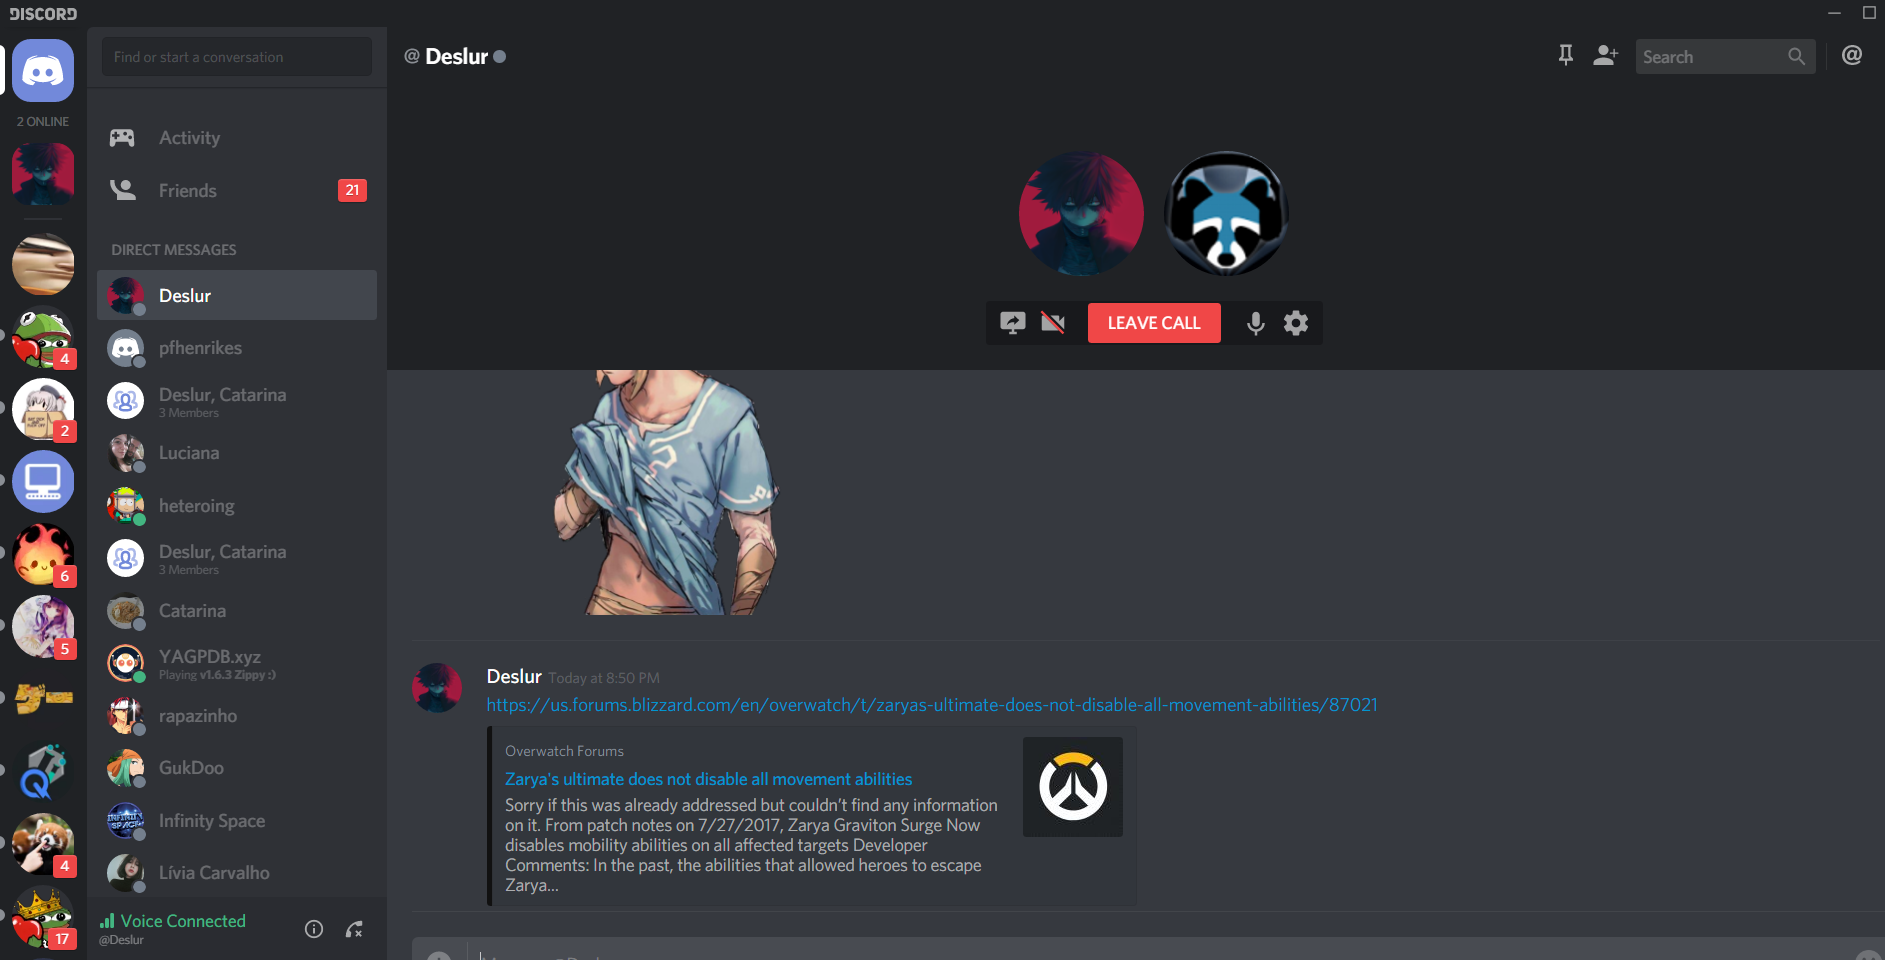 DISCORD
Find or start a conversation
@ Deslur
Search
2 ONLINE
Activity
Friends
21
DIRECT MESSAGES
Deslur
pfhenrikes
4
Deslur, Catarina
3 Members
2
Luciana
heteroing
Deslur, Catarina
3 Members
6
Catarina
5
YAGPDB.xyz
Playing v1.6.3 Zippy :)
rapazinho
GukDoo
Infinity Space
Lívia Carvalho
4
17
Voice Connected
@Deslur
LEAVE CALL
Deslur Today at 8:50 PM
https://us.forums.blizzard.com/en/overwatch/t/zaryas-ultimate-does-not-disable-all-movement-abilities/87021
Overwatch Forums
Zarya's ultimate does not disable all movement abilities
Sorry if this was already addressed but couldn’t find any information
on it. From patch notes on 7/27/2017, Zarya Graviton Surge Now
disables mobility abilities on all affected targets Developer
Comments: In the past, the abilities that allowed heroes to escape
Zarya...